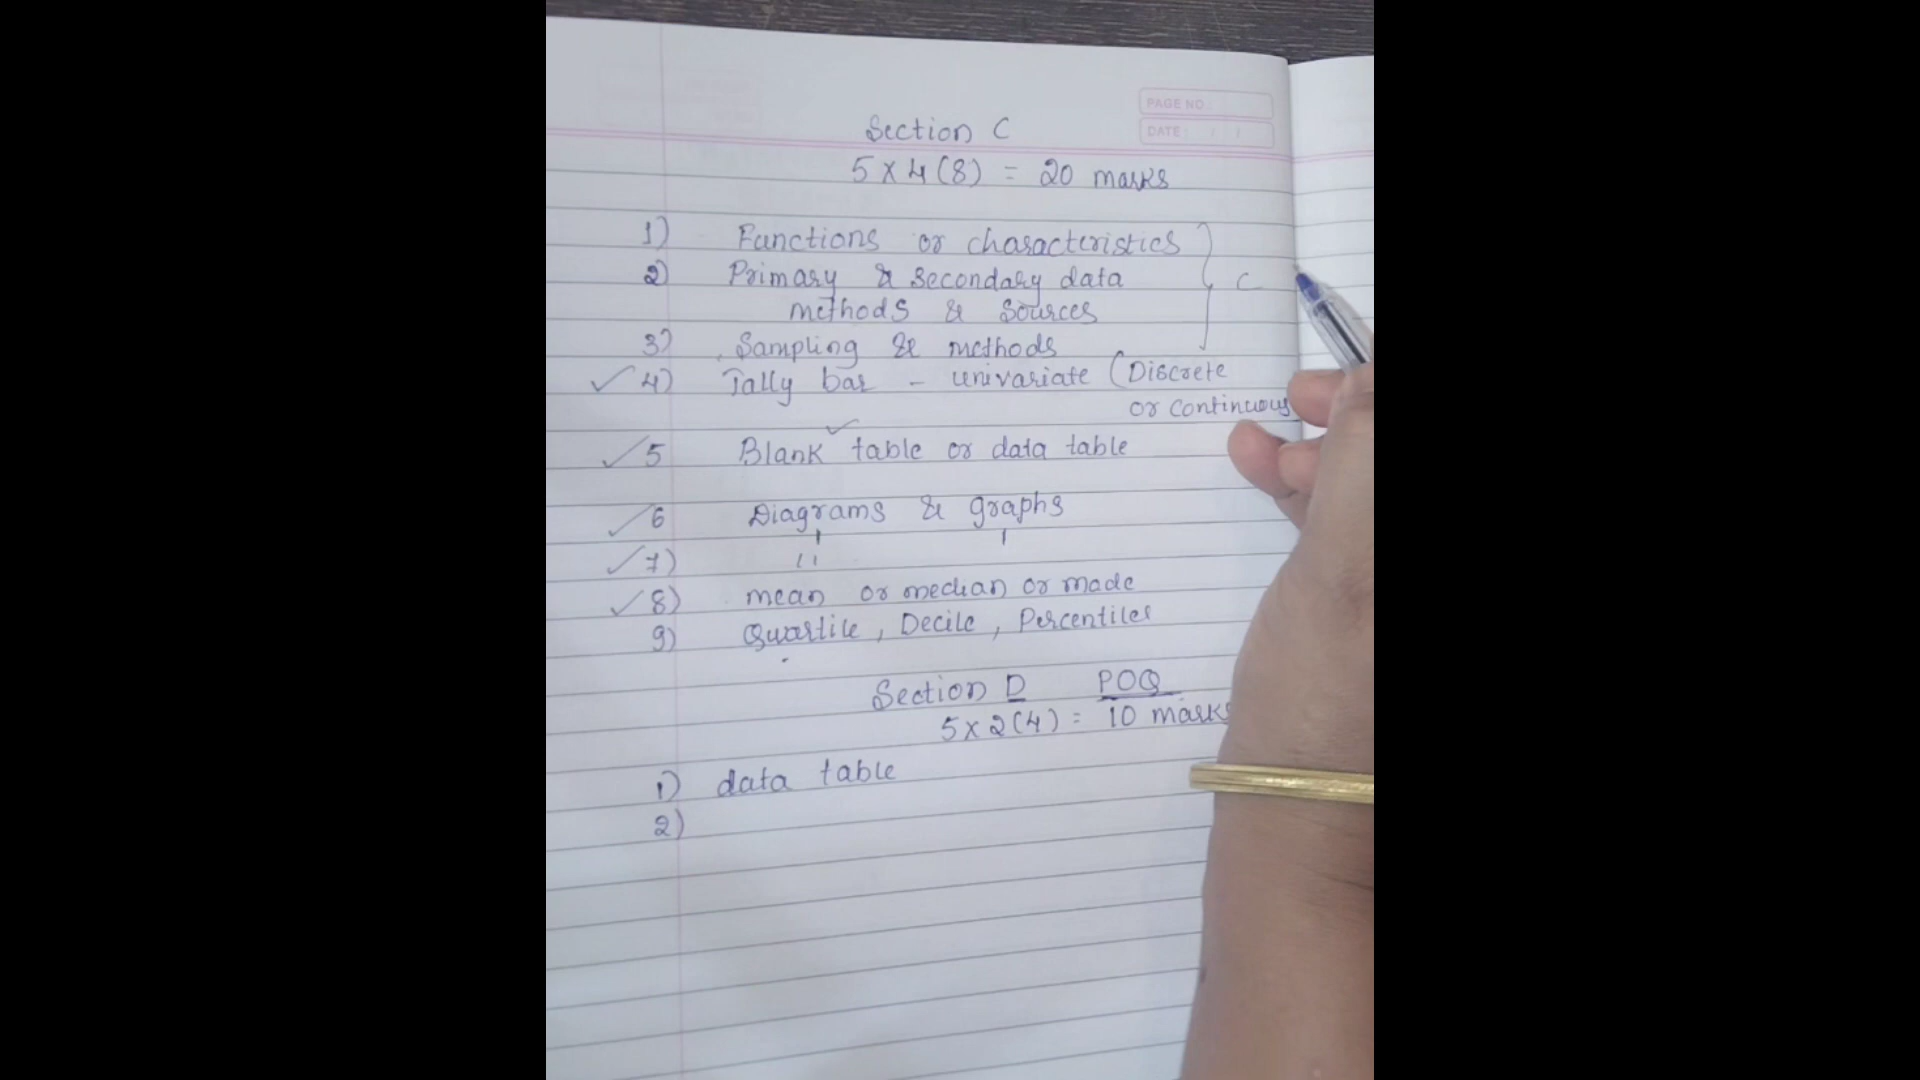 PAGE NO.:
DATE: / /
Section C
5 x 4 (8) = 20 marks
1) Functions or characteristics
2) Primary & Secondary data
methods & Sources
C
3) Sampling & methods
4) Tally bar - univariate (Discrete
or continuous
5 Blank table or data table
6 Diagrams & graphs
7) 11
8) mean or median or made
9) Quartile, Decile, Percentiles
Section D POQ
5 x 2 (4) = 10 marks
1) data table
2)